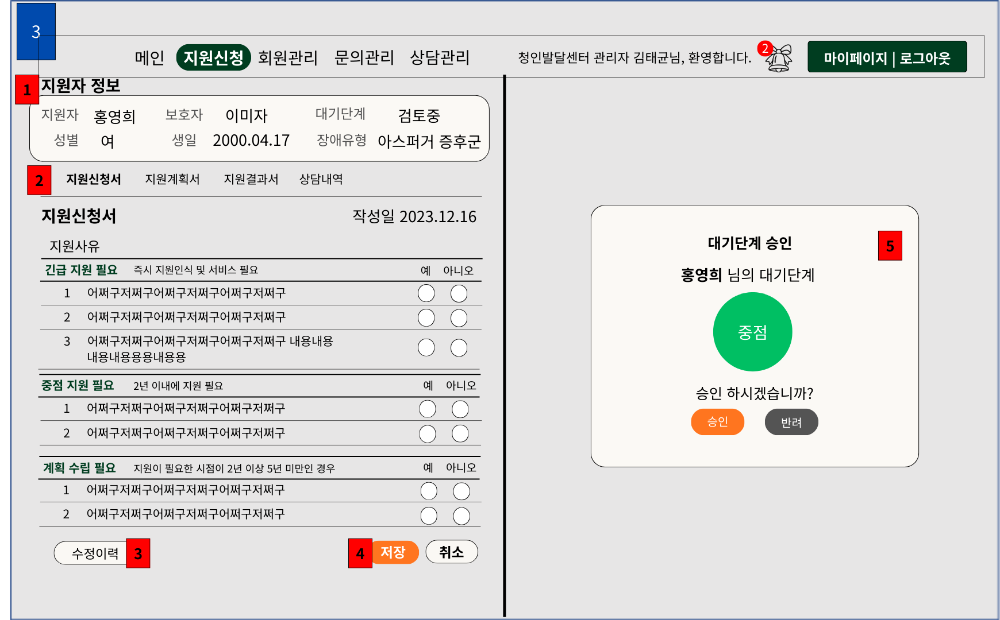 3
메인 지원신청 회원관리 문의관리 상담관리 청인발달센터 관리자 김태균님, 환영합니다. 2 마이페이지 | 로그아웃
1 지원자 정보
지원자 홍영희 보호자 이미자 대기단계 검토중
성별 여 생일 2000.04.17 장애유형 아스퍼거 증후군
2 지원신청서 지원계획서 지원결과서 상담내역
지원신청서 작성일 2023.12.16
지원사유
긴급 지원 필요 즉시 지원인식 및 서비스 필요 예 아니오
1 어쩌구저쩌구어쩌구저쩌구어쩌구저쩌구
2 어쩌구저쩌구어쩌구저쩌구어쩌구저쩌구
3 어쩌구저쩌구어쩌구저쩌구어쩌구저쩌구 내용내용
내용내용용용내용용
중점 지원 필요 2년 이내에 지원 필요 예 아니오
1 어쩌구저쩌구어쩌구저쩌구어쩌구저쩌구
2 어쩌구저쩌구어쩌구저쩌구어쩌구저쩌구
계획 수립 필요 지원이 필요한 시점이 2년 이상 5년 미만인 경우 예 아니오
1 어쩌구저쩌구어쩌구저쩌구어쩌구저쩌구
2 어쩌구저쩌구어쩌구저쩌구어쩌구저쩌구
수정이력 3 4 저장 취소
대기단계 승인 5
홍영희 님의 대기단계
중점
승인 하시겠습니까?
승인 반려